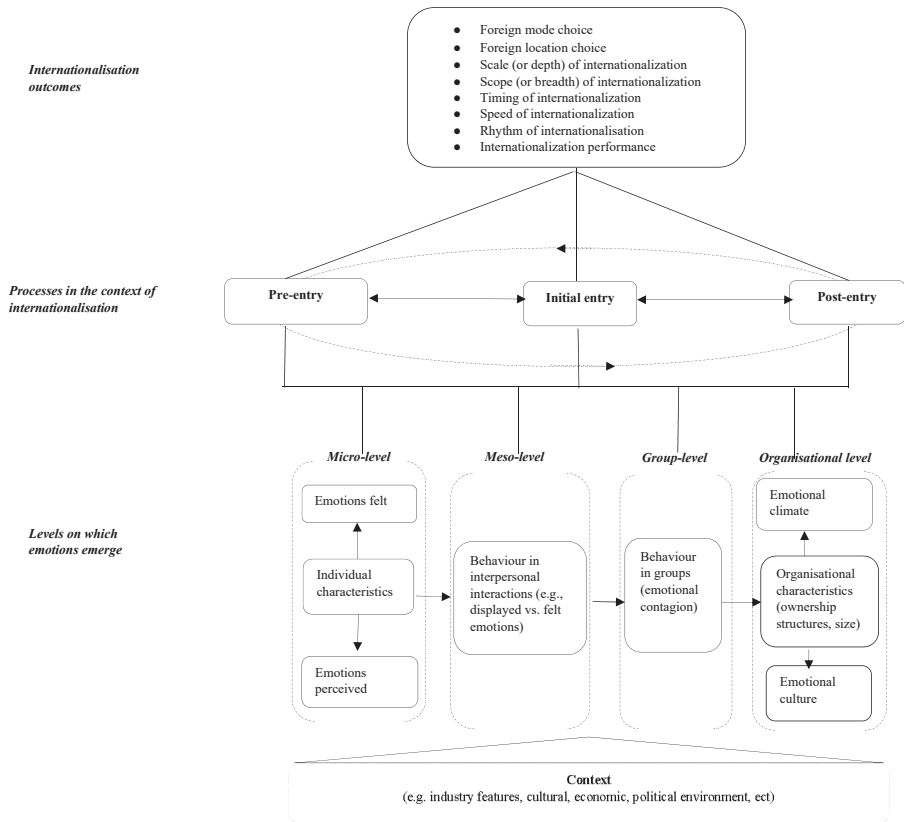 Internationalisation
outcomes
● Foreign mode choice
● Foreign location choice
● Scale (or depth) of internationalization
● Scope (or breadth) of internationalization
● Timing of internationalization
● Speed of internationalization
● Rhythm of internationalisation
● Internationalization performance
Processes in the context of
internationalisation
Pre-entry
Initial entry
Post-entry
Levels on which
emotions emerge
Micro-level
Emotions felt
Individual
characteristics
Emotions
perceived
Meso-level
Behaviour in
interpersonal
interactions (e.g.,
displayed vs. felt
emotions)
Group-level
Behaviour
in groups
(emotional
contagion)
Organisational level
Emotional
climate
Organisational
characteristics
(ownership
structures, size)
Emotional
culture
Context
(e.g. industry features, cultural, economic, political environment, ect)